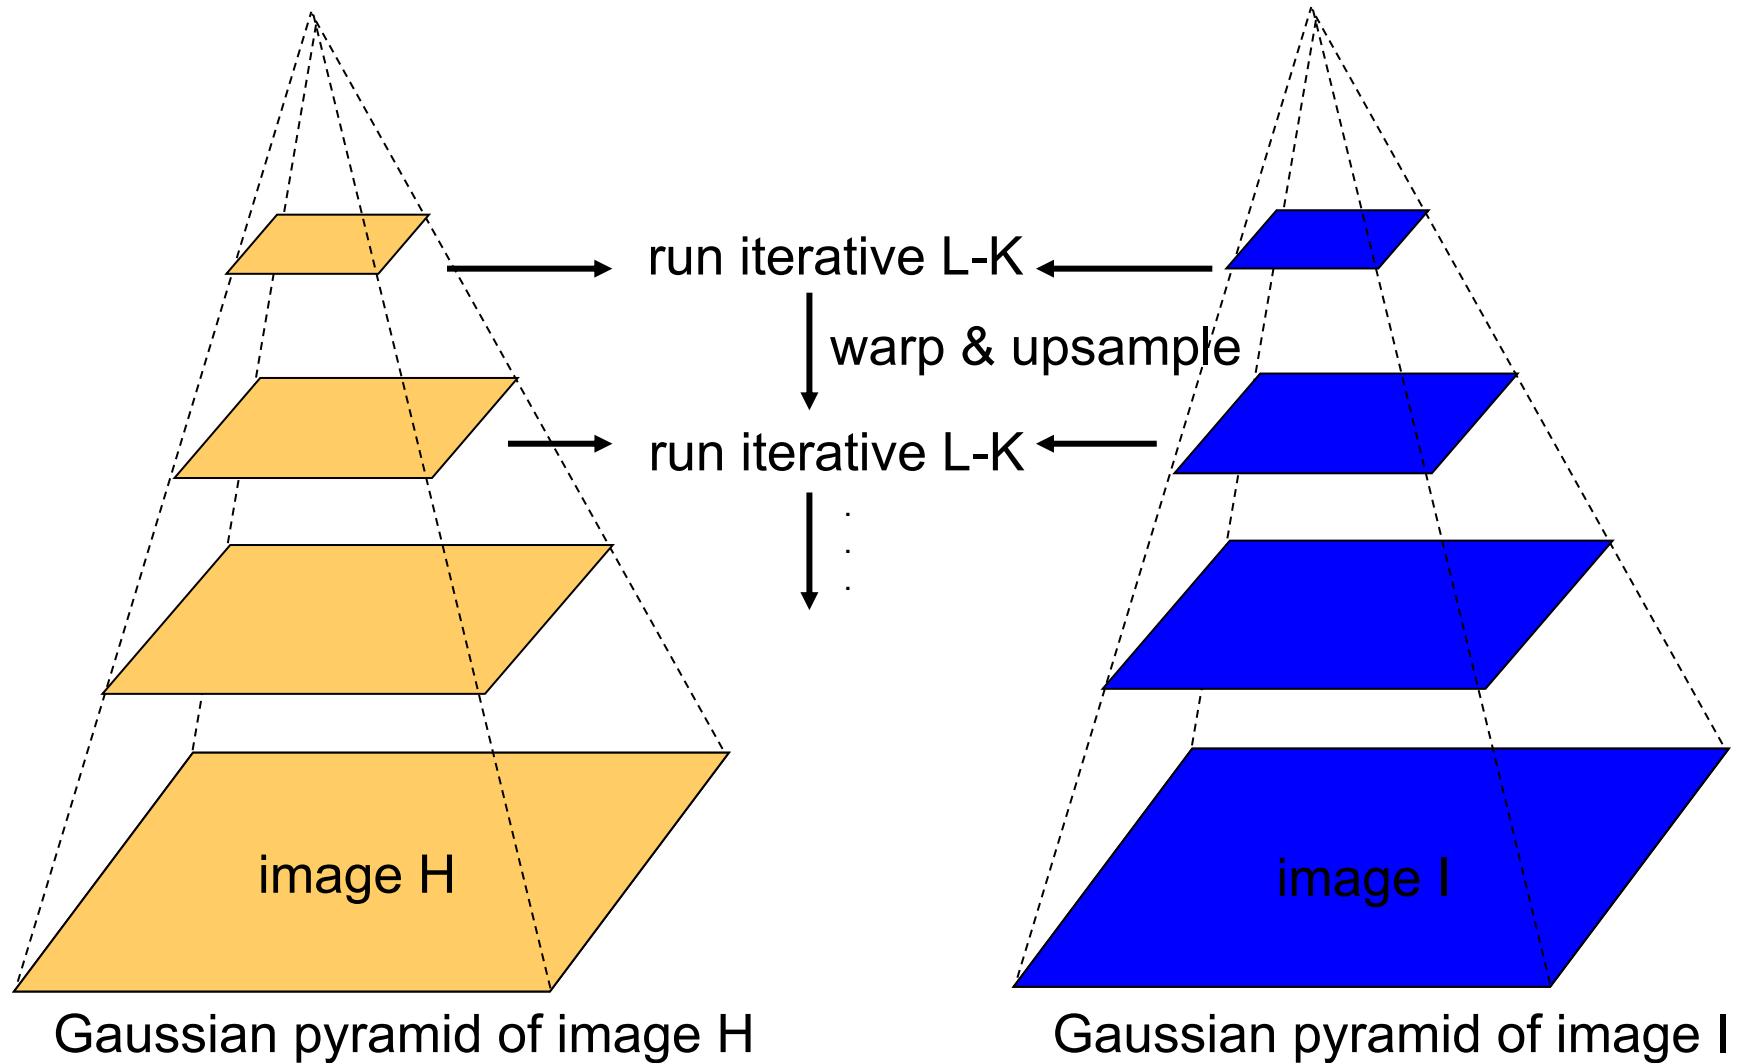 run iterative L-K
warp & upsample
run iterative L-K
.
.
.
image H
image I
Gaussian pyramid of image H
Gaussian pyramid of image I